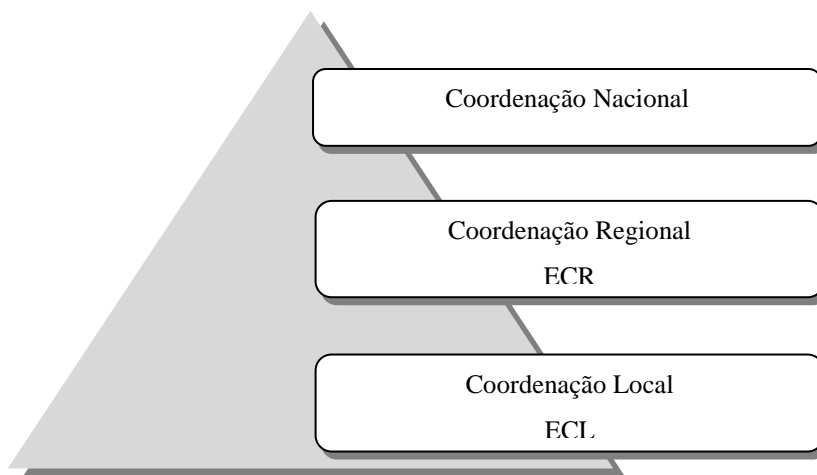 Coordenação Nacional
Coordenação Regional
ECR
Coordenação Local
ECL